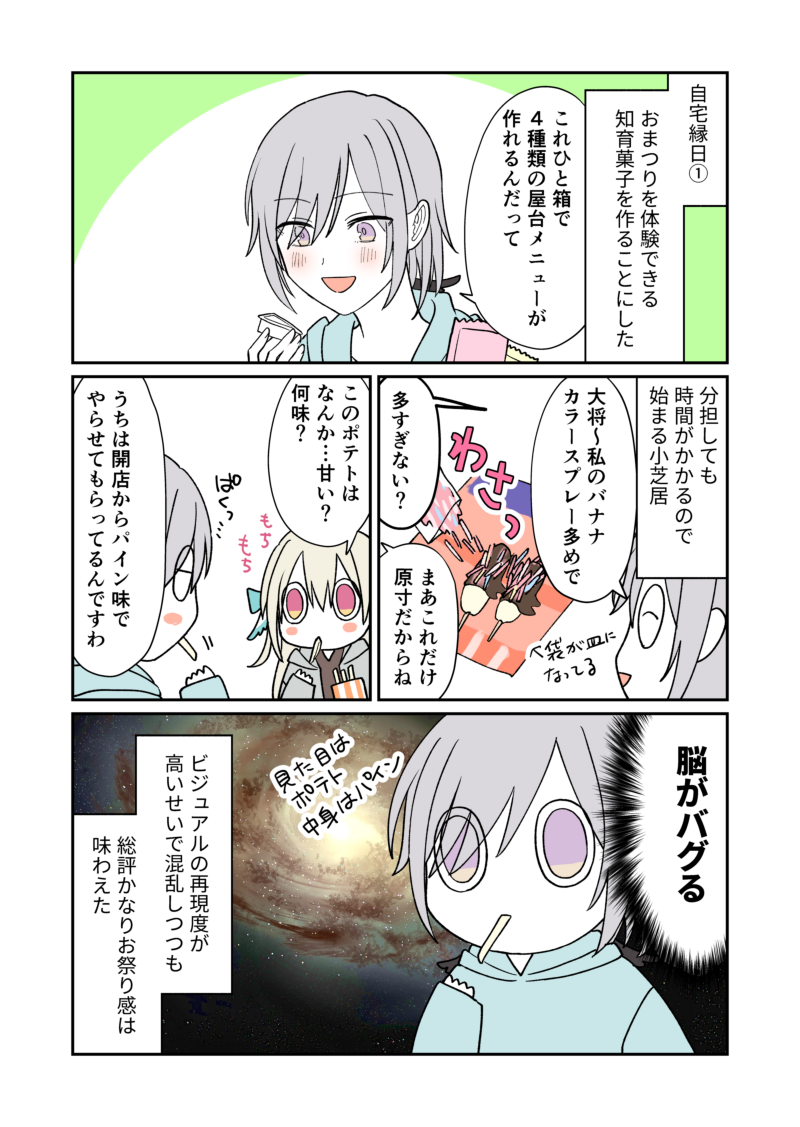 自宅縁日①
おまつりを体験できる
知育菓子を作ることにした
これひと箱で
4種類の屋台メニューが
作れるんだって
分担しても
時間がかかるので
始まる小芝居
大将〜私のバナナ
カラースプレー多めで
わさっ
多すぎない？
まあこれだけ
原寸だからね
袋が皿に
なってる
このポテトは
なんか…甘い？
何味？
もち
もち
ぱくっ
うちは開店からパイン味で
やらせてもらってるんですわ
脳がバグる
見た目は
ポテト
中身はパイン
ビジュアルの再現度が
高いせいで混乱しつつも
総評かなりお祭り感は
味わえた